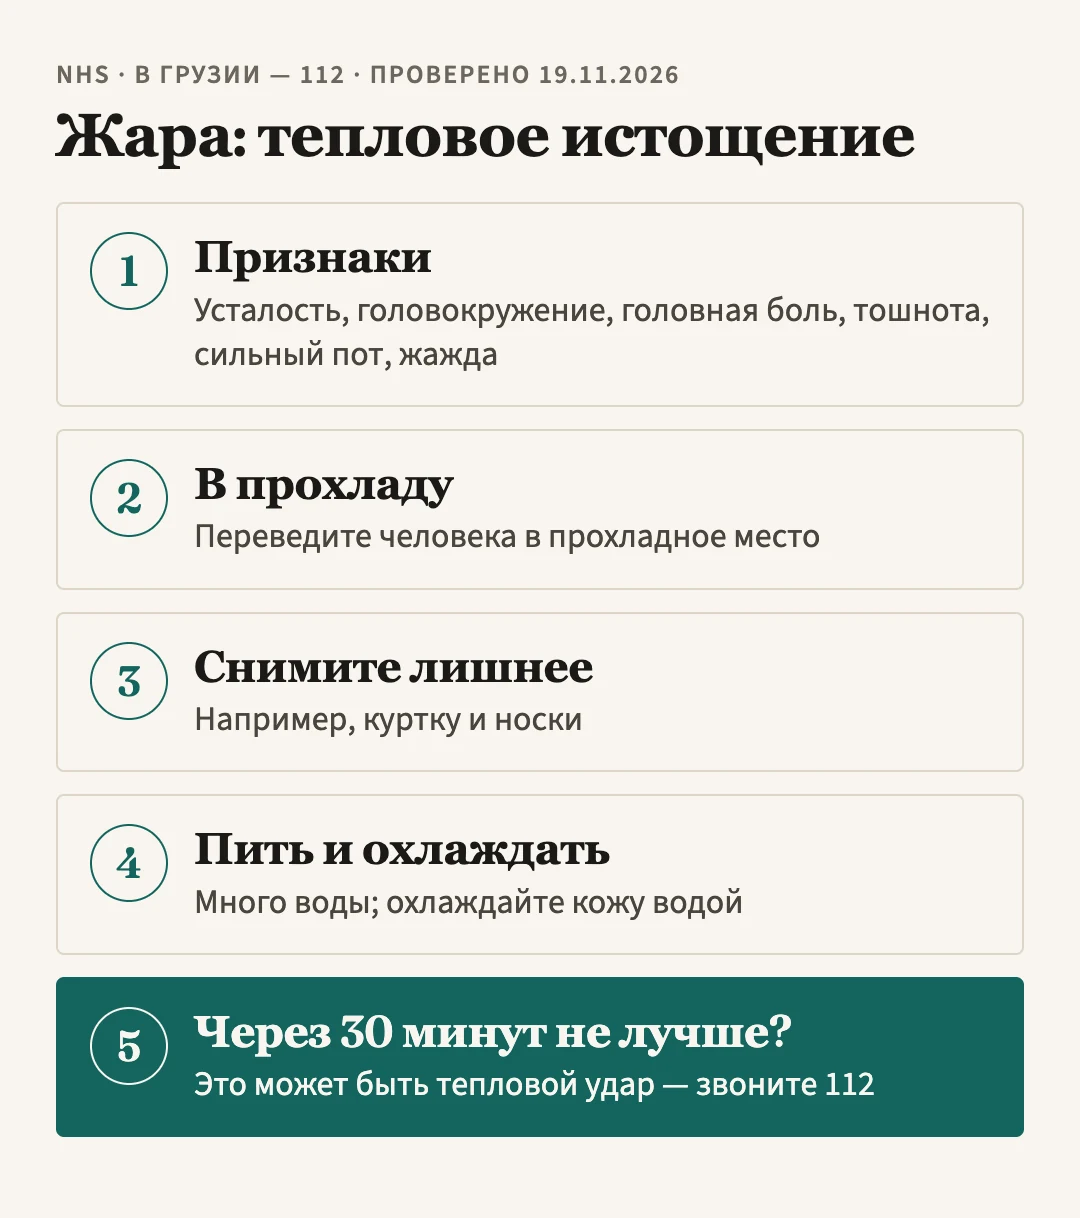 NHS · В ГРУЗИИ — 112 · ПРОВЕРЕНО 19.11.2026
Жара: тепловое истощение
1
Признаки
Усталость, головокружение, головная боль, тошнота,
сильный пот, жажда
2
В прохладу
Переведите человека в прохладное место
3
Снимите лишнее
Например, куртку и носки
4
Пить и охлаждать
Много воды; охлаждайте кожу водой
5
Через 30 минут не лучше?
Это может быть тепловой удар — звоните 112